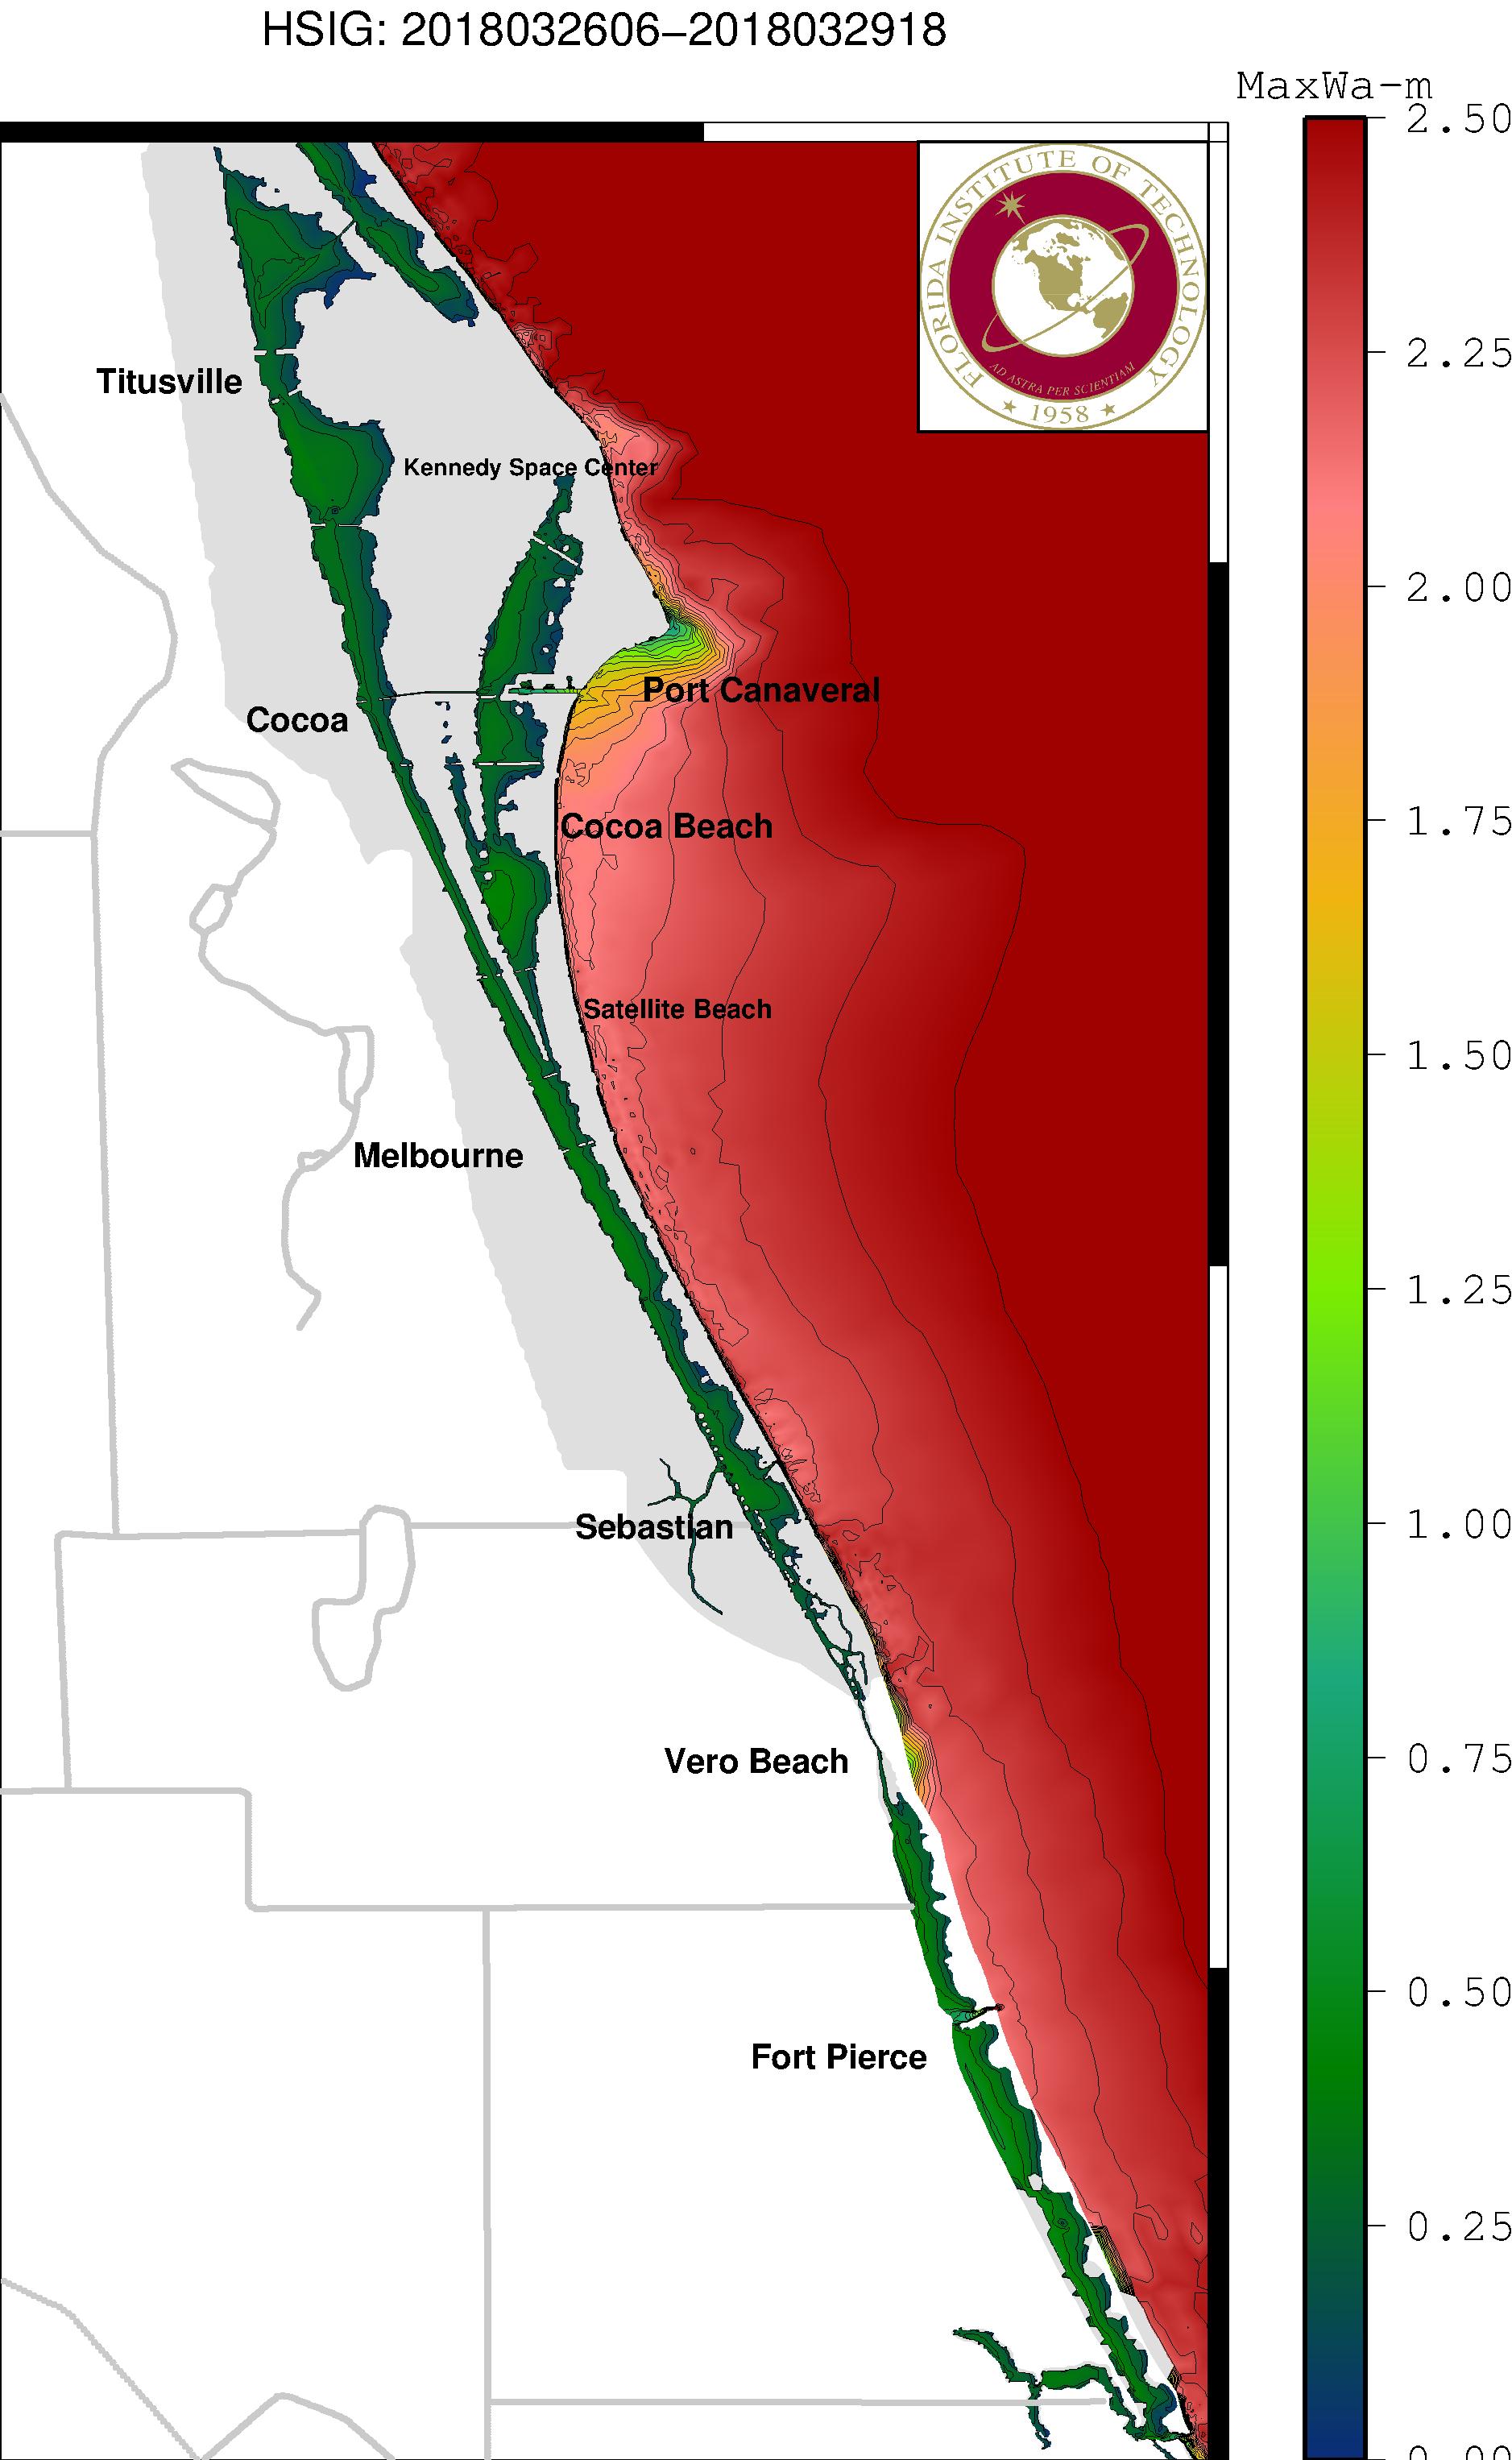 HSIG: 2018032606–2018032918
MaxWa-m
2.50
2.25
2.00
1.75
1.50
1.25
1.00
0.75
0.50
0.25
0.00
FLORIDA INSTITUTE OF TECHNOLOGY
AD ASTRA PER SCIENTIAM
★ 1958 ★
Titusville
Kennedy Space Center
Port Canaveral
Cocoa
Cocoa Beach
Satellite Beach
Melbourne
Sebastian
Vero Beach
Fort Pierce